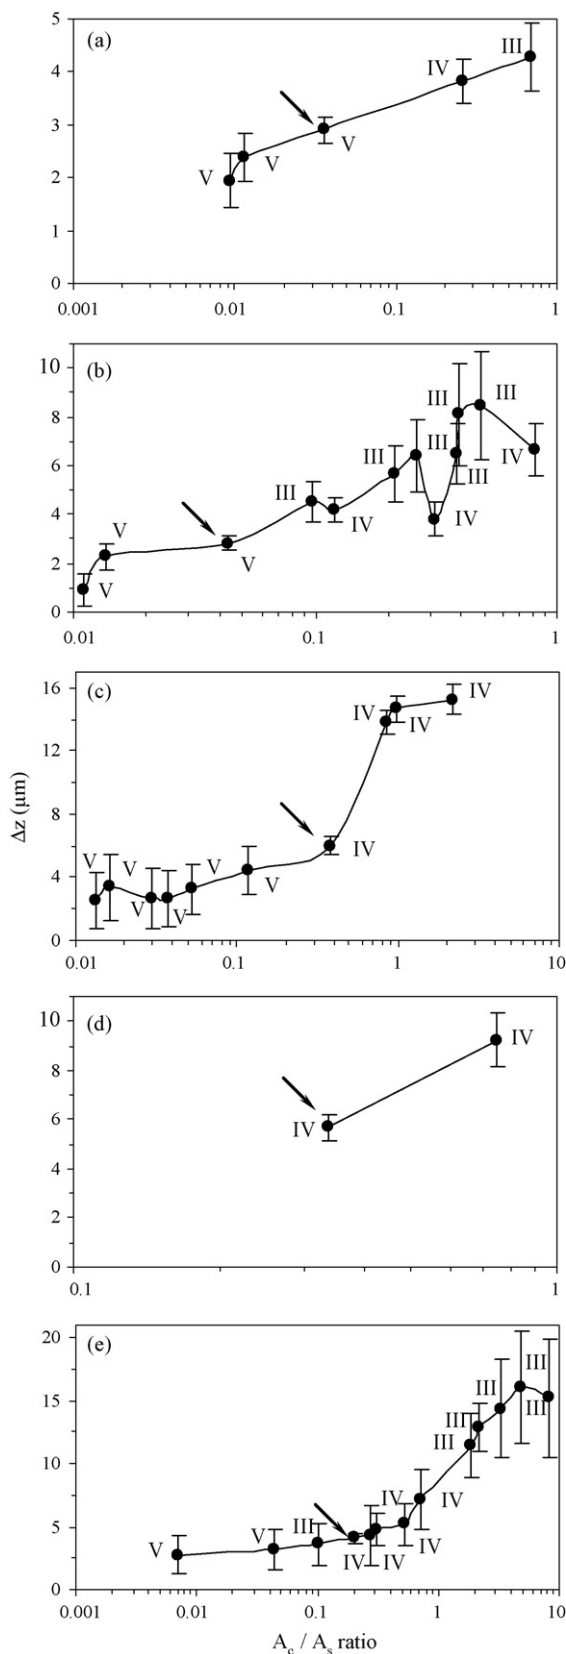 5
(a)
III
4
IV
3
V
V
2
V
1
0
0.001
0.01
0.1
1
10
(b)
III
III
8
III
III
IV
6
III
III
4
IV
IV
V
V
2
V
0
0.01
0.1
1
16
(c)
IV
IV
IV
12
Δz (μm)
8
IV
V
V
V
V
V
V
4
0
0.01
0.1
1
10
10
(d)
IV
8
6
IV
4
2
0
0.1
1
20
(e)
III
III
III
15
III
III
10
IV
IV
5
V
V
III
IV
IV
IV
0
0.001
0.01
0.1
1
10
Ac / As ratio